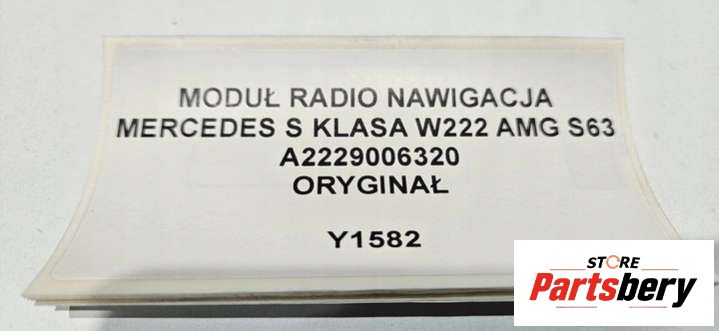 MODUŁ RADIO NAWIGACJA
MERCEDES S KLASA W222 AMG S63
A2229006320
ORYGINAŁ
Y1582
STORE
Partsbery